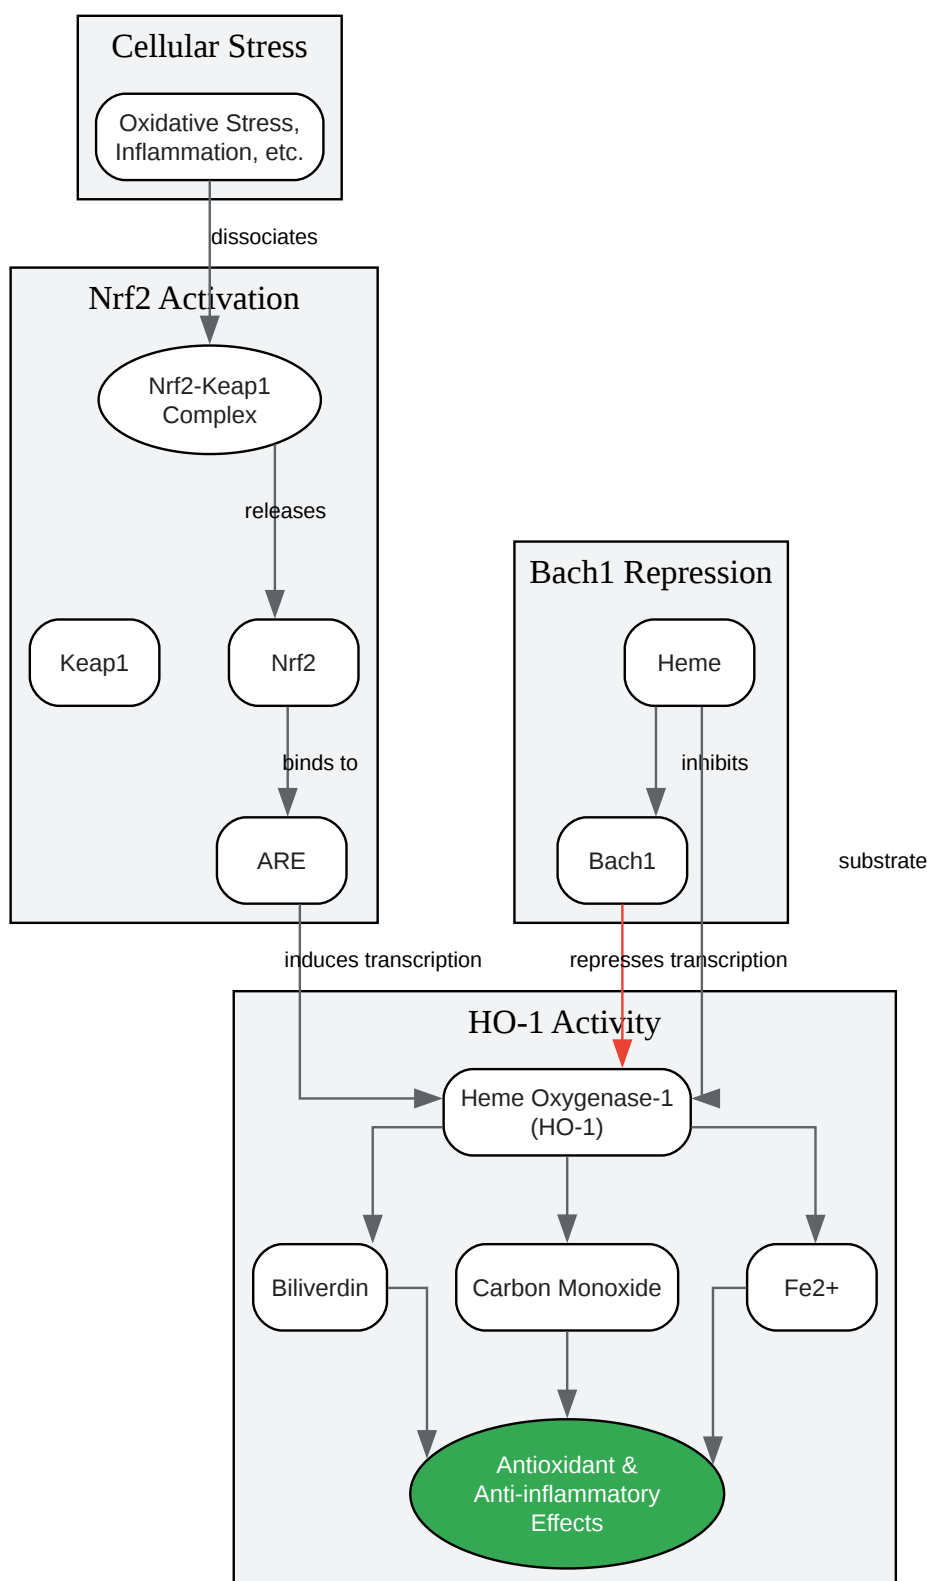 Cellular Stress
Oxidative Stress,
Inflammation, etc.
dissociates
Nrf2 Activation
Nrf2-Keap1
Complex
releases
Bach1 Repression
Keap1
Nrf2
Heme
binds to
inhibits
ARE
Bach1
substrate
induces transcription
represses transcription
HO-1 Activity
Heme Oxygenase-1
(HO-1)
Biliverdin
Carbon Monoxide
Fe2+
Antioxidant &
Anti-inflammatory
Effects